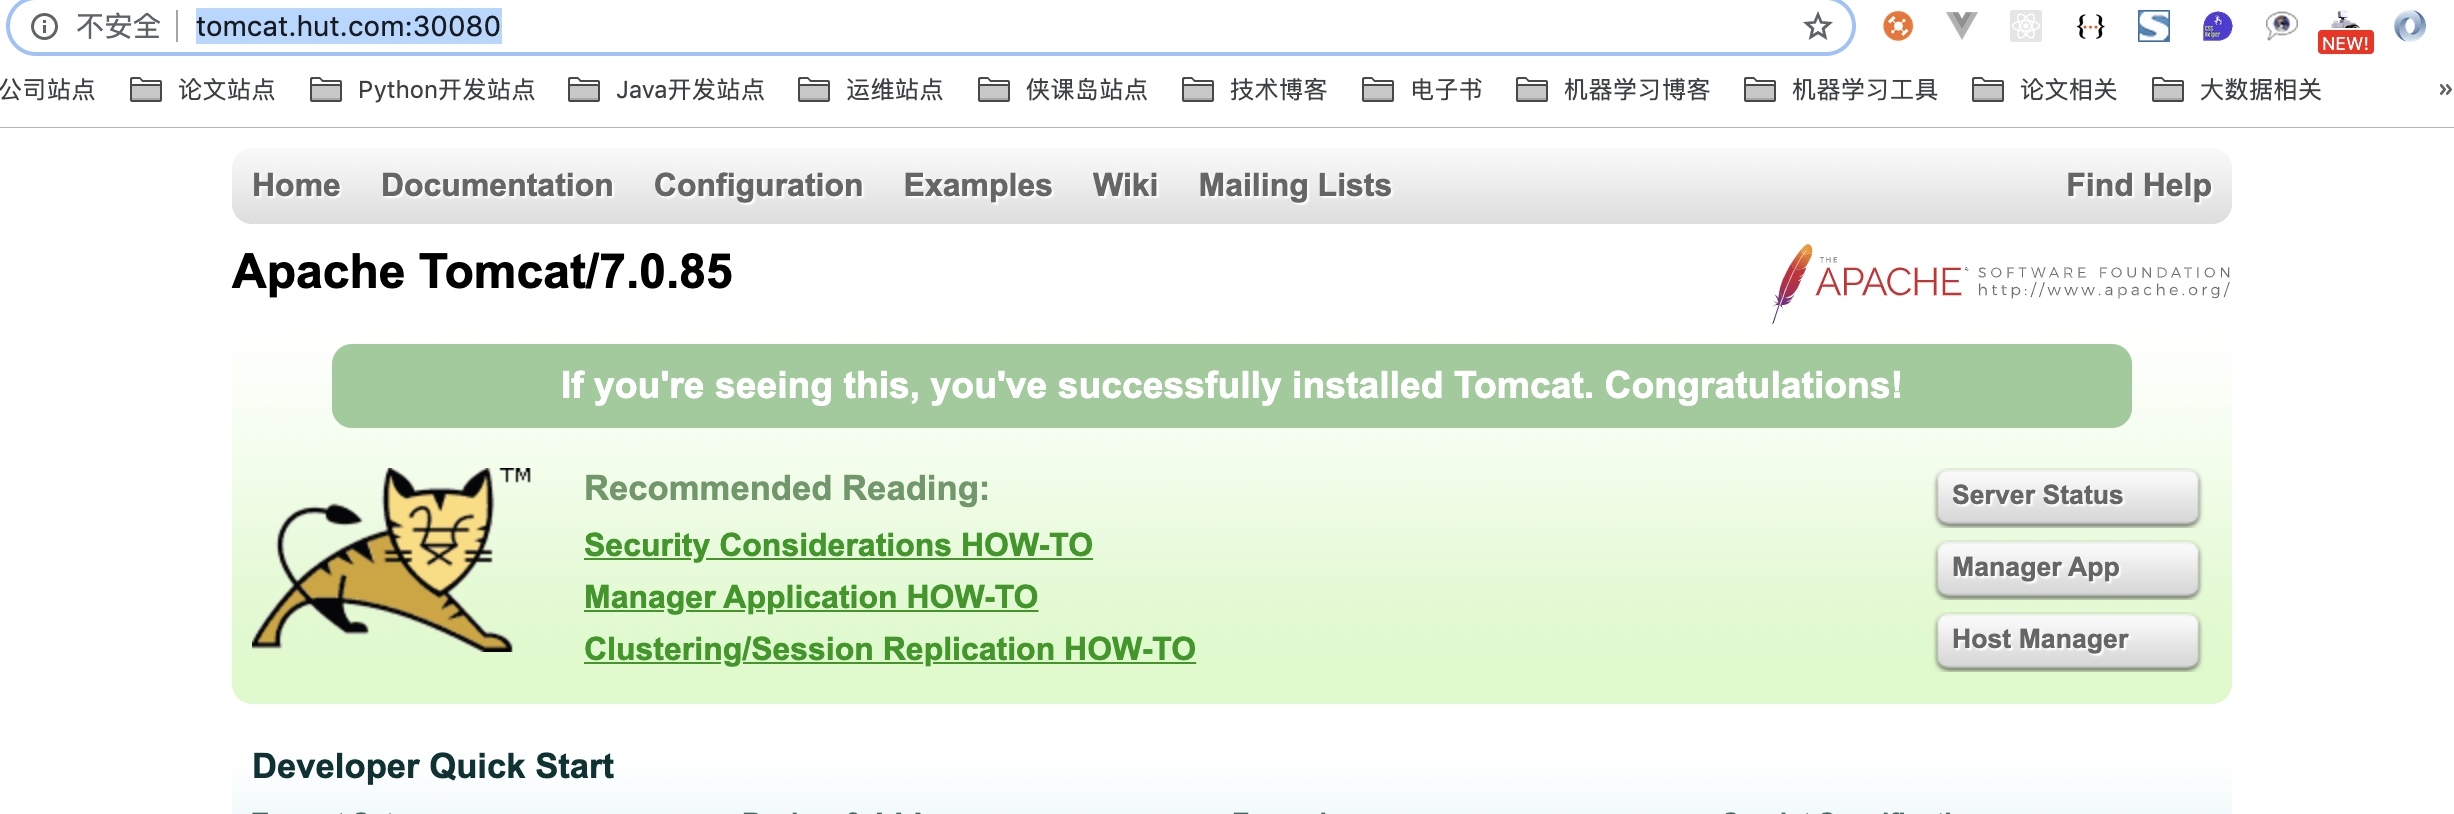 不安全 tomcat.hut.com:30080
NEW!
公司站点 论文站点 Python开发站点 Java开发站点 运维站点 侠课岛站点 技术博客 电子书 机器学习博客 机器学习工具 论文相关 大数据相关 »
Home Documentation Configuration Examples Wiki Mailing Lists Find Help
Apache Tomcat/7.0.85
THE
APACHE SOFTWARE FOUNDATION
http://www.apache.org/
If you're seeing this, you've successfully installed Tomcat. Congratulations!
TM
Recommended Reading:
Security Considerations HOW-TO
Manager Application HOW-TO
Clustering/Session Replication HOW-TO
Server Status
Manager App
Host Manager
Developer Quick Start